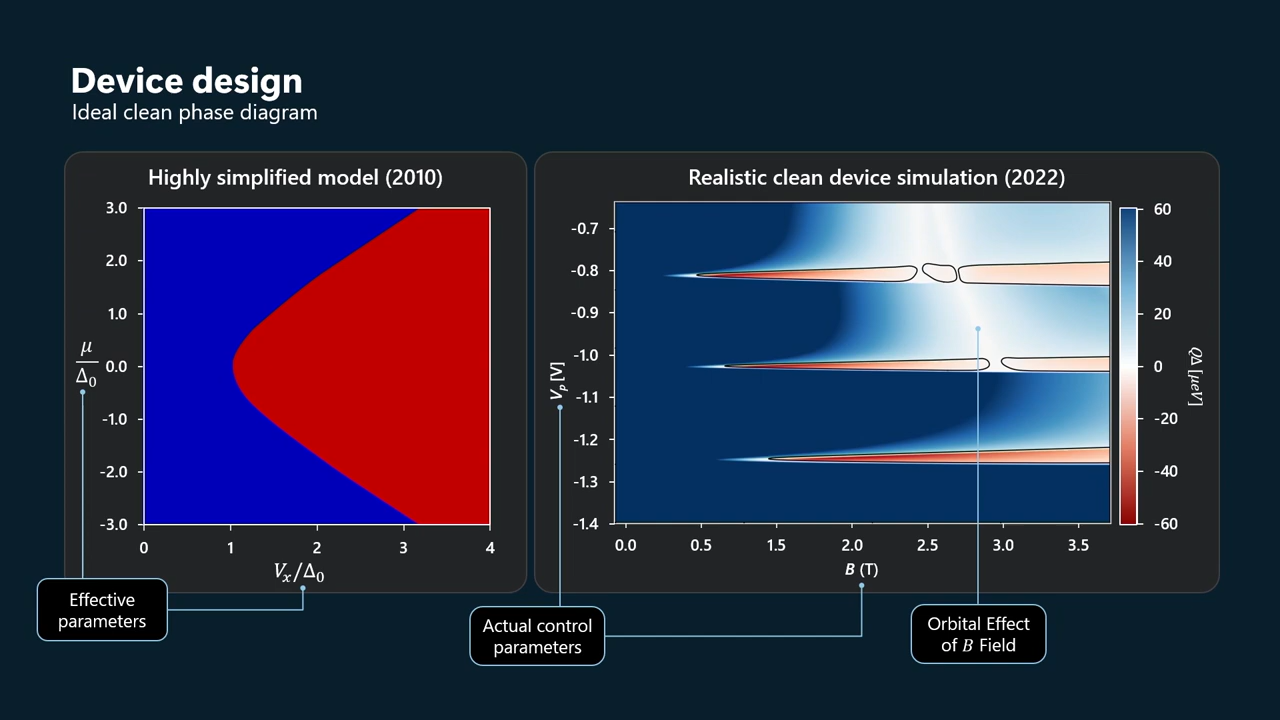 Device design
Ideal clean phase diagram
Highly simplified model (2010)
3.0
2.0
1.0
0.0
-1.0
-2.0
-3.0
μ
Δ₀
0
1
2
3
4
Vₓ/Δ₀
Effective
parameters
Realistic clean device simulation (2022)
-0.7
-0.8
-0.9
-1.0
-1.1
-1.2
-1.3
-1.4
Vₚ [V]
0.0
0.5
1.5
2.0
2.5
3.0
3.5
B (T)
60
40
20
0
-20
-40
-60
QΔ [μeV]
Actual control
parameters
Orbital Effect
of B Field